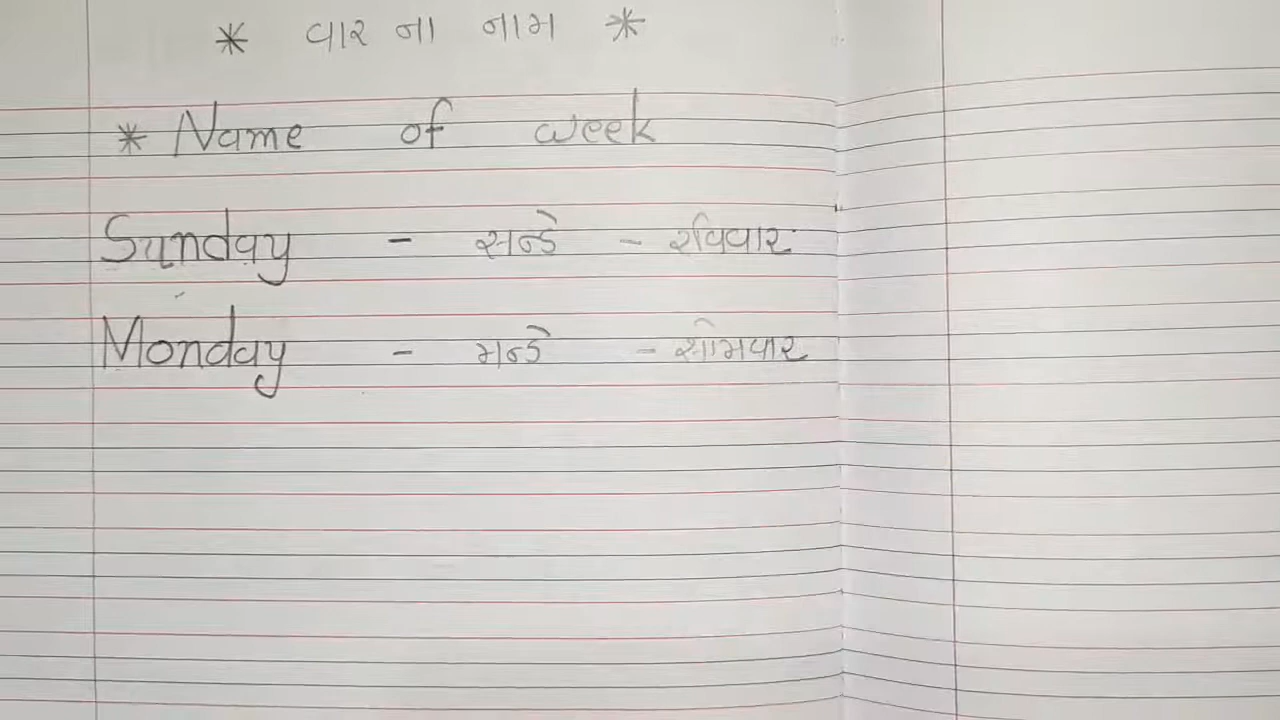 * વાર ના નામ *
* Name of week
Sunday - સન્ડે - રવિવાર
Monday - મન્ડે - સોમવાર